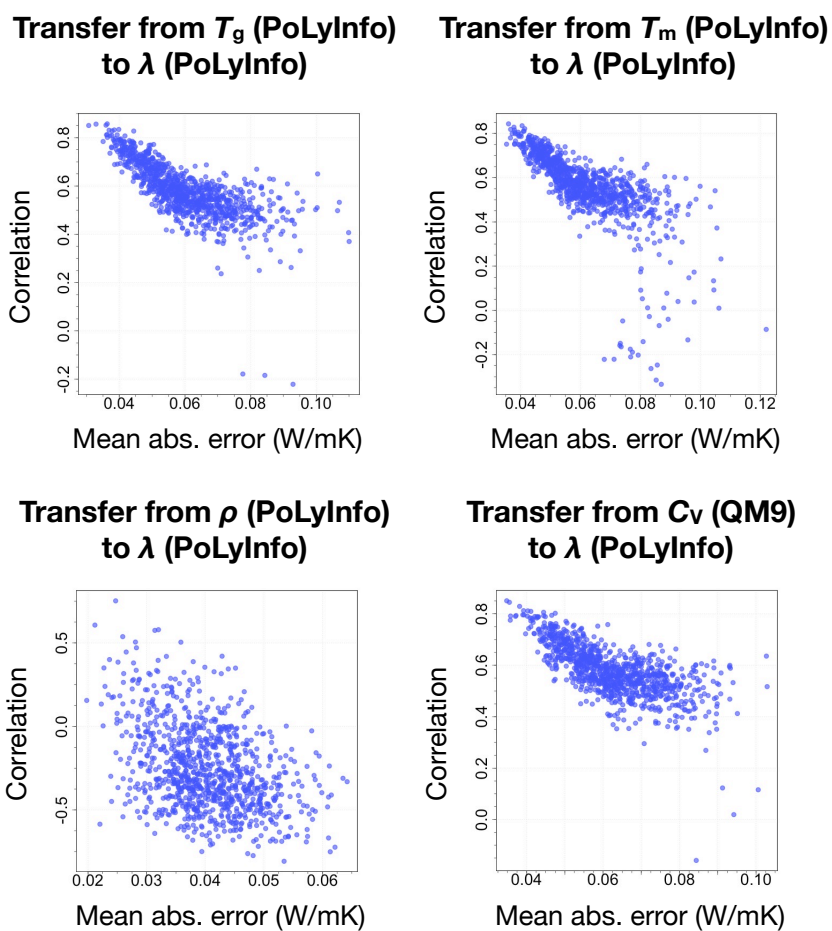 Transfer from Tg (PoLyInfo)
to λ (PoLyInfo)
Correlation
0.8
0.6
0.4
0.2
0.0
-0.2
0.04 0.06 0.08 0.10
Mean abs. error (W/mK)
Transfer from Tm (PoLyInfo)
to λ (PoLyInfo)
Correlation
0.8
0.6
0.4
0.2
0.0
-0.2
0.04 0.06 0.08 0.10 0.12
Mean abs. error (W/mK)
Transfer from ρ (PoLyInfo)
to λ (PoLyInfo)
Correlation
0.5
0.0
-0.5
0.02 0.03 0.04 0.05 0.06
Mean abs. error (W/mK)
Transfer from CV (QM9)
to λ (PoLyInfo)
Correlation
0.8
0.6
0.4
0.2
0.0
0.04 0.06 0.08 0.10
Mean abs. error (W/mK)